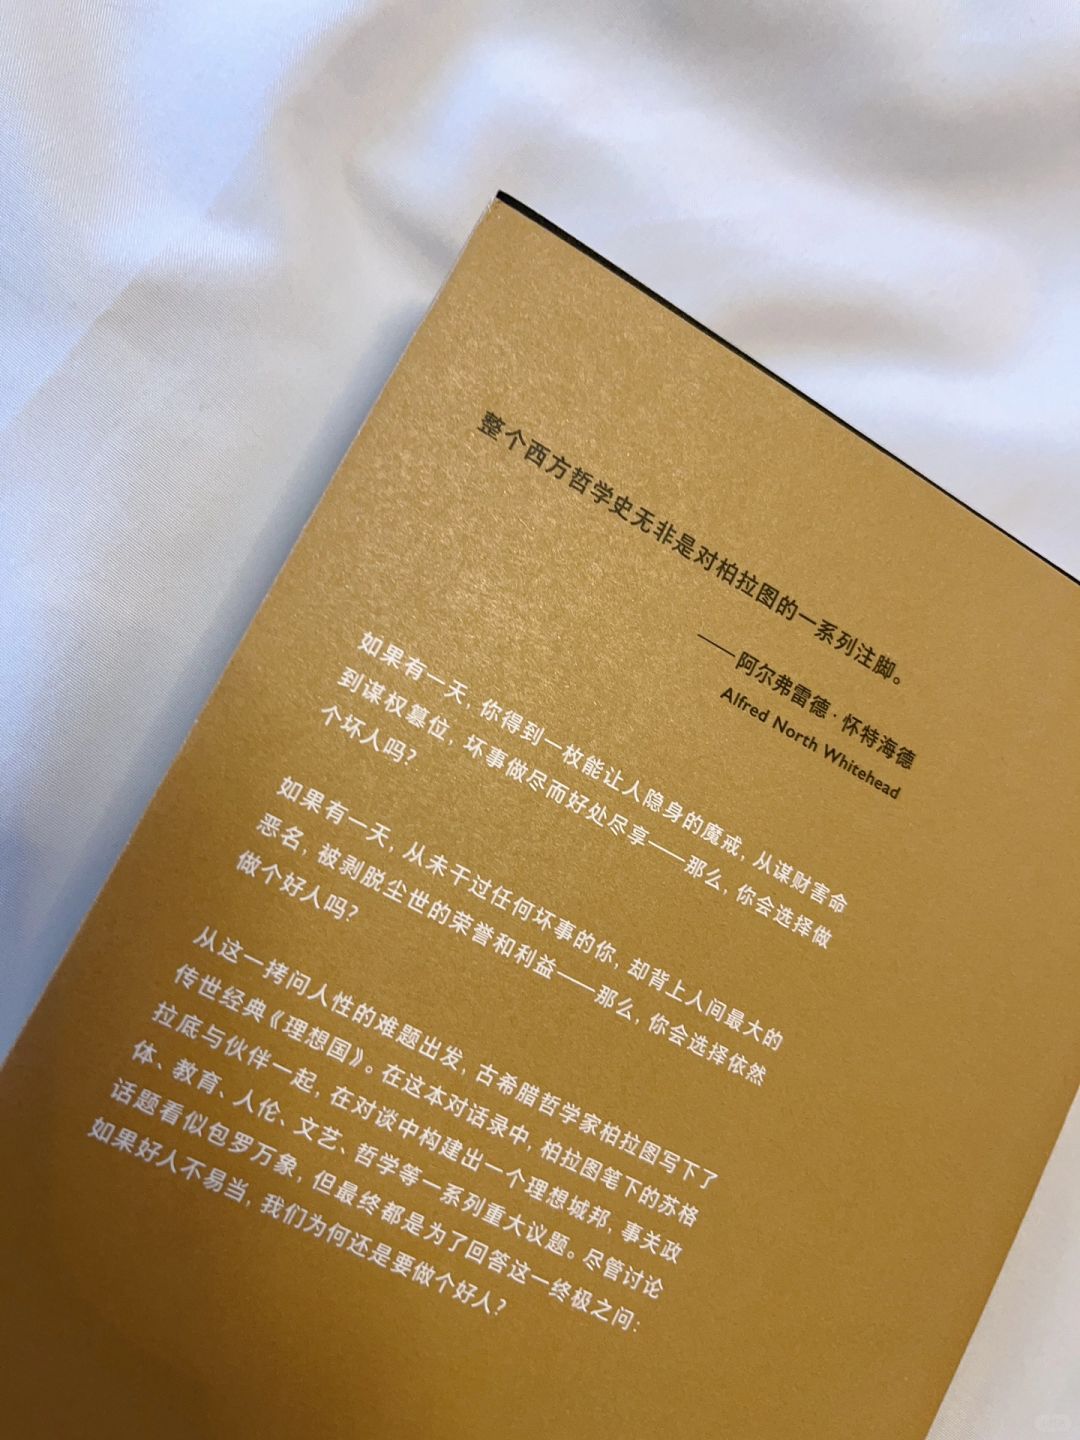 整个西方哲学史无非是对柏拉图的一系列注脚。
——阿尔弗雷德·怀特海德
Alfred North Whitehead
如果有一天，你得到一枚能让人隐身的魔戒，从谋财害命
到谋权篡位，坏事做尽而好处尽享——那么，你会选择做
个坏人吗？
如果有一天，从未干过任何坏事的你，却背上人间最大的
恶名，被剥脱尘世的荣誉和利益——那么，你会选择依然
做个好人吗？
从这一拷问人性的难题出发，古希腊哲学家柏拉图写下了
传世经典《理想国》。在这本对话录中，柏拉图笔下的苏格
拉底与伙伴一起，在对谈中构建出一个理想城邦，事关政
体、教育、人伦、文艺、哲学等一系列重大议题。尽管讨论
话题看似包罗万象，但最终都是为了回答这一终极之问：
如果好人不易当，我们为何还是要做个好人？